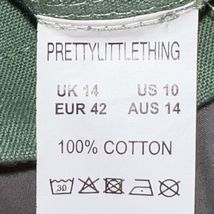 PRETTYLITTLETHING
UK 14 US 10
EUR 42 AUS 14
100% COTTON
30